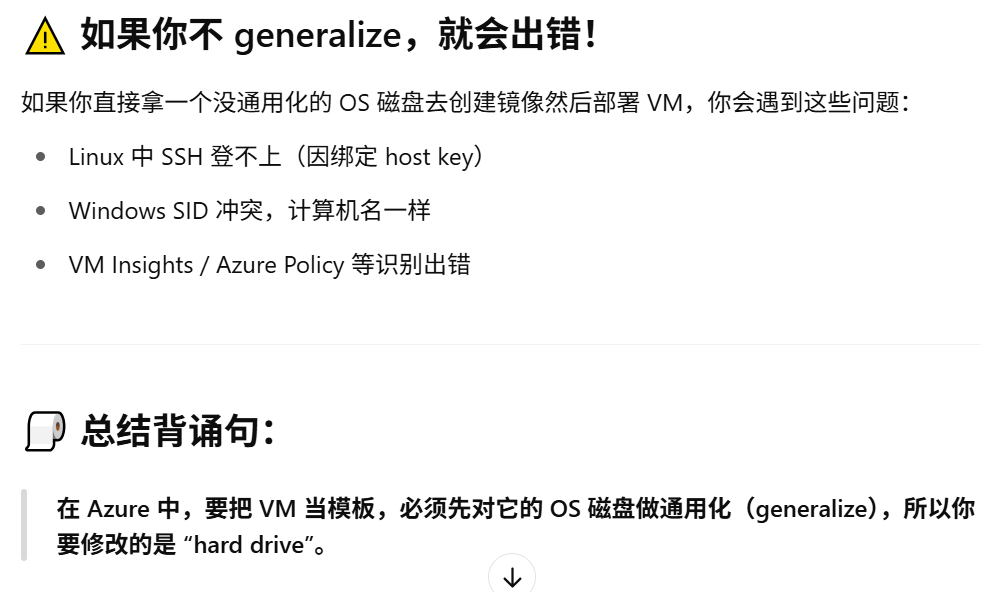 ⚠️ 如果你不 generalize，就会出错！
如果你直接拿一个没通用化的 OS 磁盘去创建镜像然后部署 VM，你会遇到这些问题：
• Linux 中 SSH 登不上（因绑定 host key）
• Windows SID 冲突，计算机名一样
• VM Insights / Azure Policy 等识别出错
🧻 总结背诵句：
在 Azure 中，要把 VM 当模板，必须先对它的 OS 磁盘做通用化（generalize），所以你
要修改的是 “hard drive”。